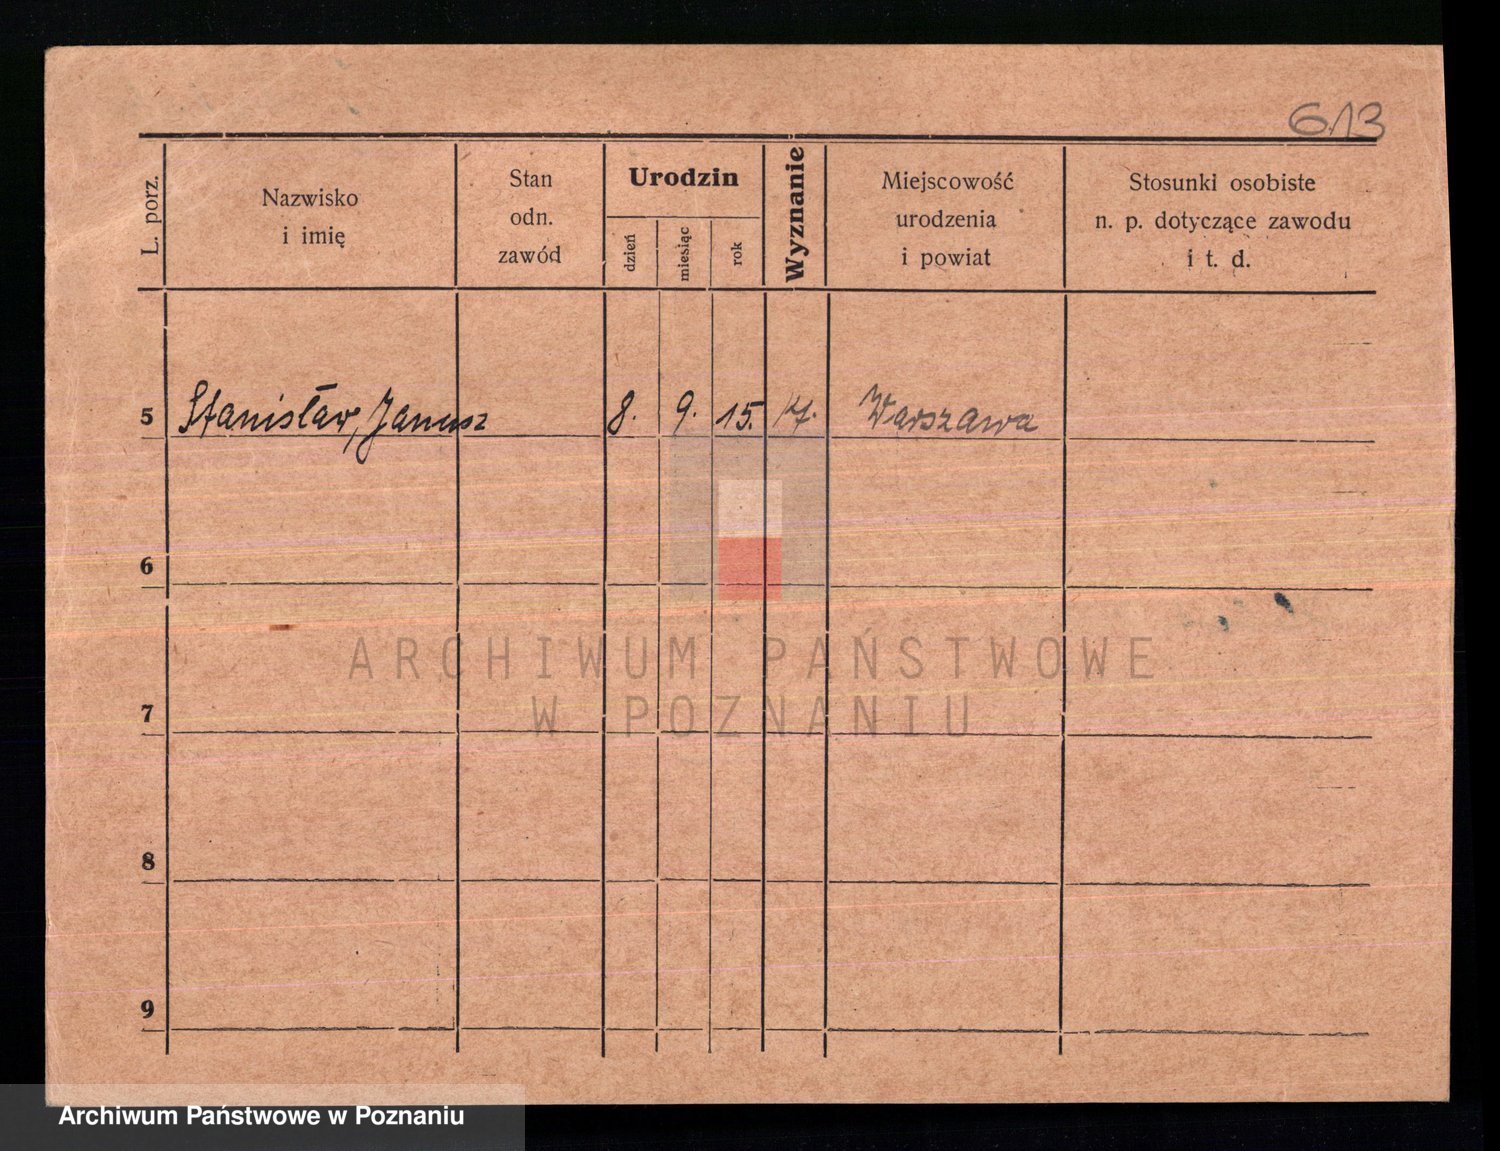 613
L. porz.
Nazwisko
i imię
Stan
odn.
zawód
Urodzin
dzień
miesiąc
rok
Wyznanie
Miejscowość
urodzenia
i powiat
Stosunki osobiste
n. p. dotyczące zawodu
i t. d.
5 Stanisław, Janusz 8. 9. 15. Warszawa
6
7
8
9
ARCHIWUM PAŃSTWOWE
W POZNANIU
Archiwum Państwowe w Poznaniu